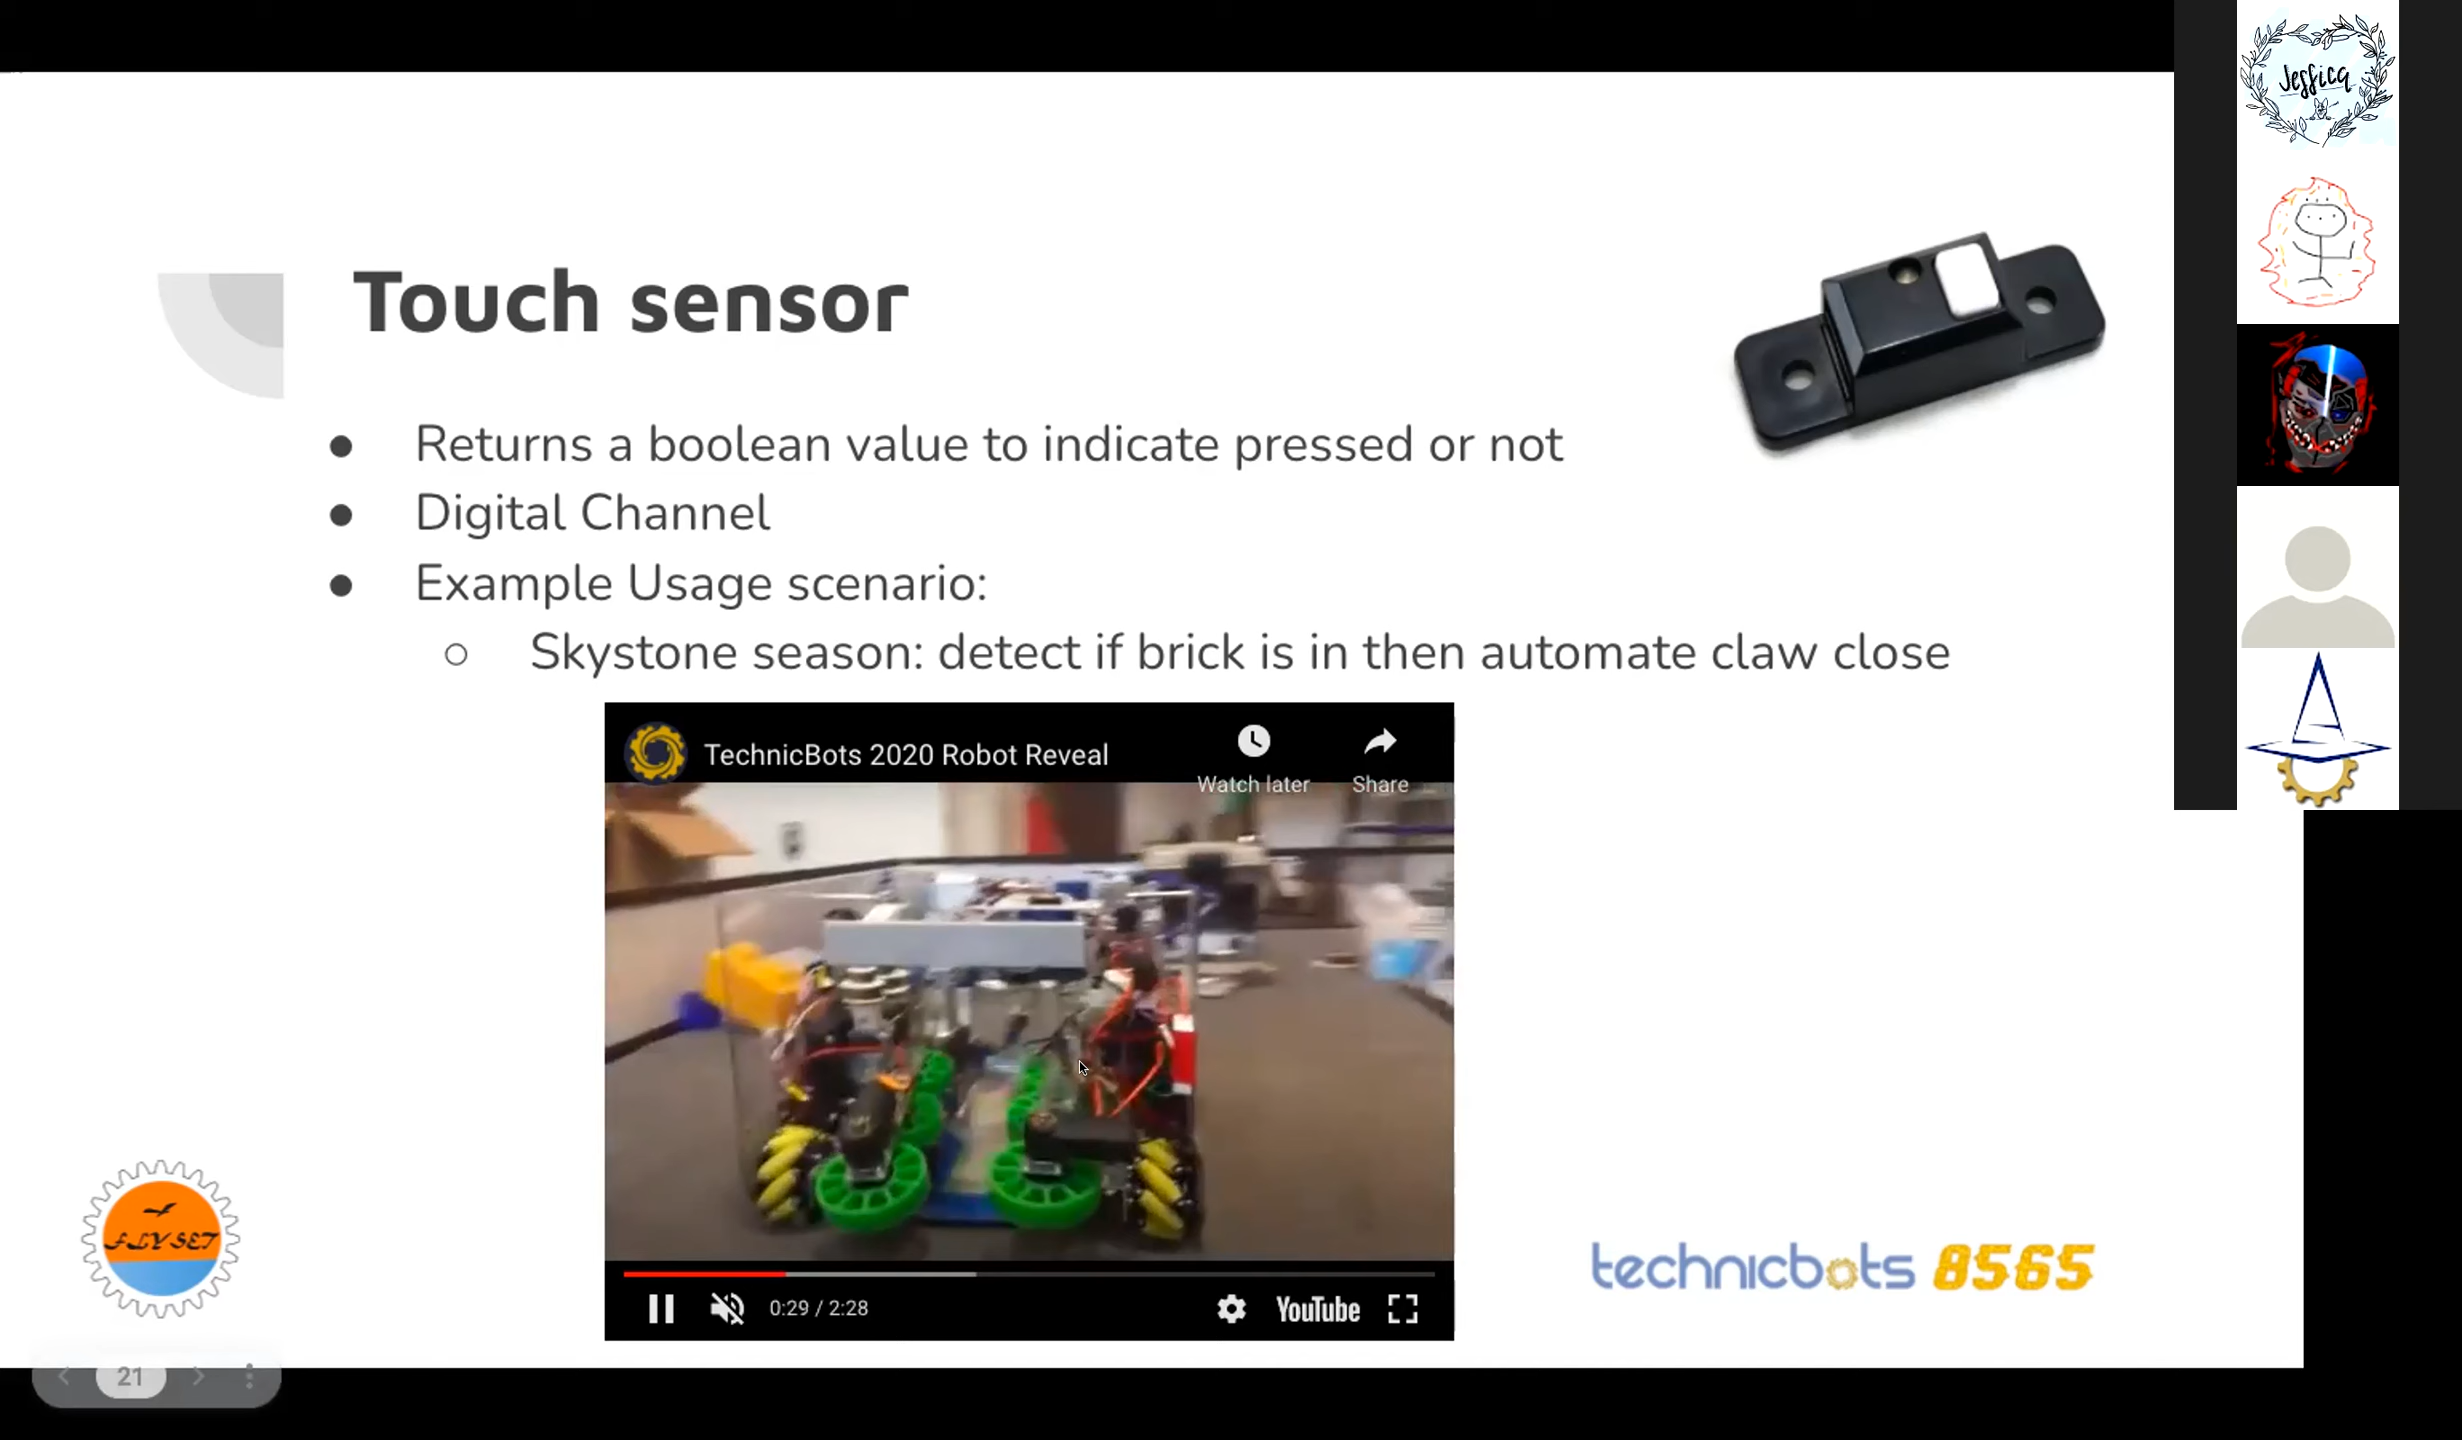 Jessica
Touch sensor
Returns a boolean value to indicate pressed or not
Digital Channel
Example Usage scenario:
Skystone season: detect if brick is in then automate claw close
TechnicBots 2020 Robot Reveal
Watch later
Share
0:29 / 2:28
YouTube
FLY SET
technicbots 8565
21